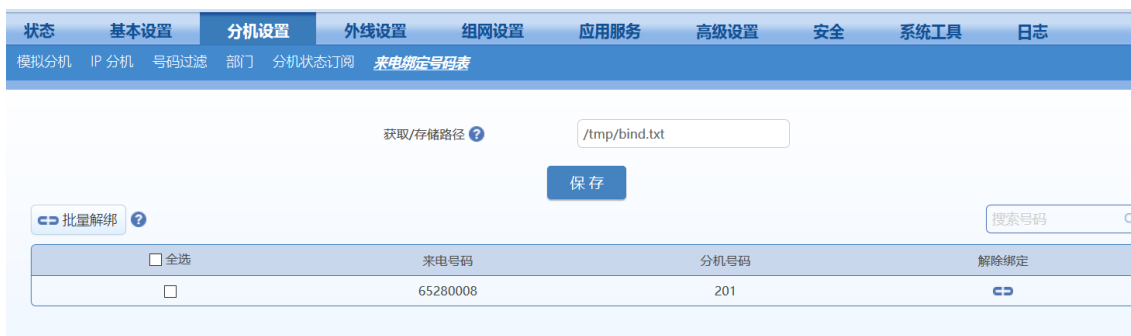 状态 基本设置 分机设置 外线设置 组网设置 应用服务 高级设置 安全 系统工具 日志
模拟分机 IP 分机 号码过滤 部门 分机状态订阅 来电绑定号码表
获取/存储路径 ? /tmp/bind.txt
保存
批量解绑 ? 搜索号码
全选 来电号码 分机号码 解除绑定
65280008 201